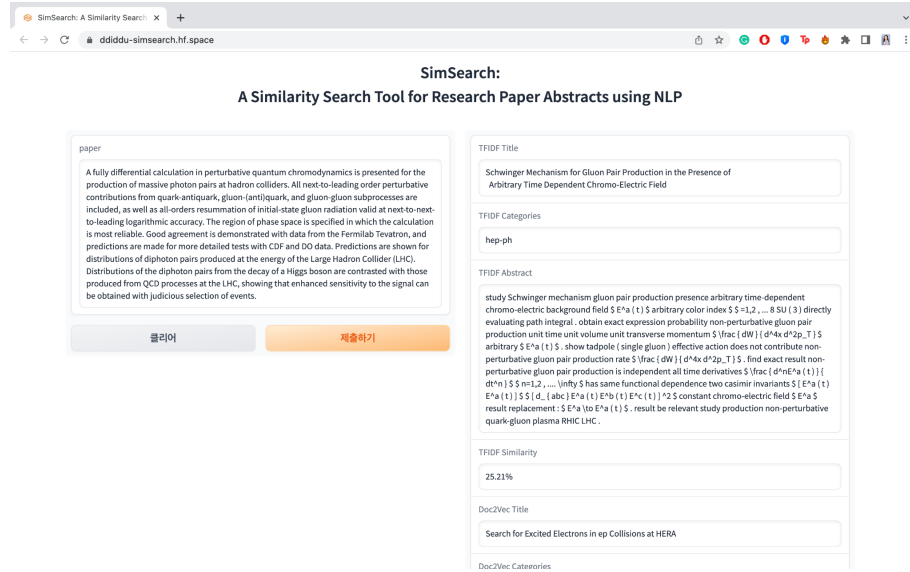 SimSearch: A Similarity Search
ddiddu-simsearch.hf.space
SimSearch:
A Similarity Search Tool for Research Paper Abstracts using NLP
paper
A fully differential calculation in perturbative quantum chromodynamics is presented for the
production of massive photon pairs at hadron colliders. All next-to-leading order perturbative
contributions from quark-antiquark, gluon-(anti)quark, and gluon-gluon subprocesses are
included, as well as all-orders resummation of initial-state gluon radiation valid at next-to-next-
to-leading logarithmic accuracy. The region of phase space is specified in which the calculation
is most reliable. Good agreement is demonstrated with data from the Fermilab Tevatron, and
predictions are made for more detailed tests with CDF and DO data. Predictions are shown for
distributions of diphoton pairs produced at the energy of the Large Hadron Collider (LHC).
Distributions of the diphoton pairs from the decay of a Higgs boson are contrasted with those
produced from QCD processes at the LHC, showing that enhanced sensitivity to the signal can
be obtained with judicious selection of events.
클리어
제출하기
TFIDF Title
Schwinger Mechanism for Gluon Pair Production in the Presence of
Arbitrary Time Dependent Chromo-Electric Field
TFIDF Categories
hep-ph
TFIDF Abstract
study Schwinger mechanism gluon pair production presence arbitrary time-dependent
chromo-electric background field $ E^a ( t ) $ arbitrary color index $ $ =1,2 , ... 8 SU ( 3 ) directly
evaluating path integral . obtain exact expression probability non-perturbative gluon pair
production unit time unit volume unit transverse momentum $ \frac { dW } { d^4x d^2p_T } $
arbitrary $ E^a ( t ) $ . show tadpole ( single gluon ) effective action does not contribute non-
perturbative gluon pair production rate $ \frac { dW } { d^4x d^2p_T } $ . find exact result non-
perturbative gluon pair production is independent all time derivatives $ \frac { d^nE^a ( t ) } {
dt^n } $ $ n=1,2 , .... \infty $ has same functional dependence two casimir invariants $ [ E^a ( t )
E^a ( t ) ] $ $ [ d_ { abc } E^a ( t ) E^b ( t ) E^c ( t ) ] ^2 $ constant chromo-electric field $ E^a $
result replacement : $ E^a \to E^a ( t ) $ . result be relevant study production non-perturbative
quark-gluon plasma RHIC LHC .
TFIDF Similarity
25.21%
Doc2Vec Title
Search for Excited Electrons in ep Collisions at HERA
Doc2Vec Categories